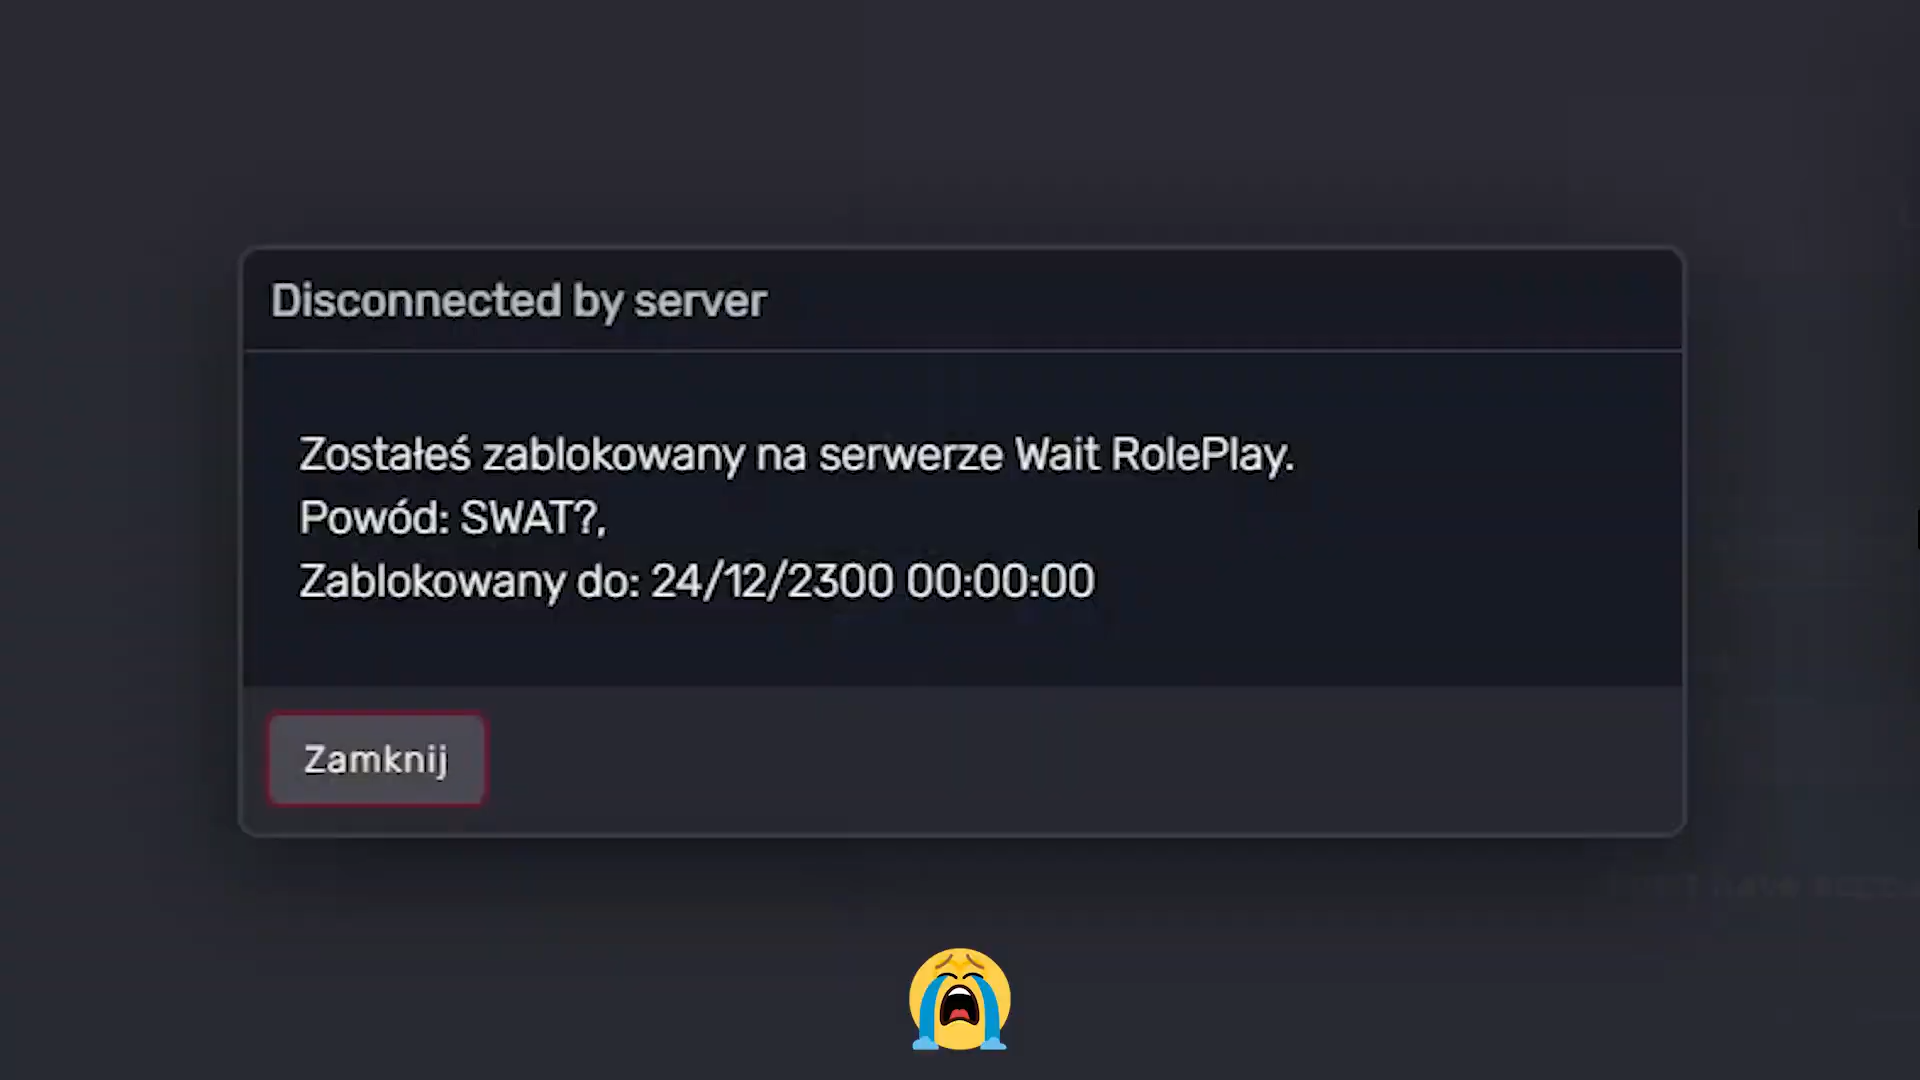 Disconnected by server
Zostałeś zablokowany na serwerze Wait RolePlay.
Powód: SWAT?,
Zablokowany do: 24/12/2300 00:00:00
Zamknij